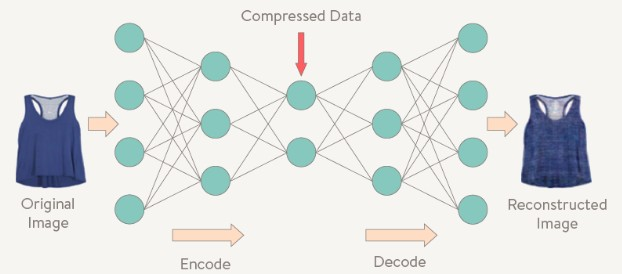 Compressed Data
Original
Image
Reconstructed
Image
Encode
Decode